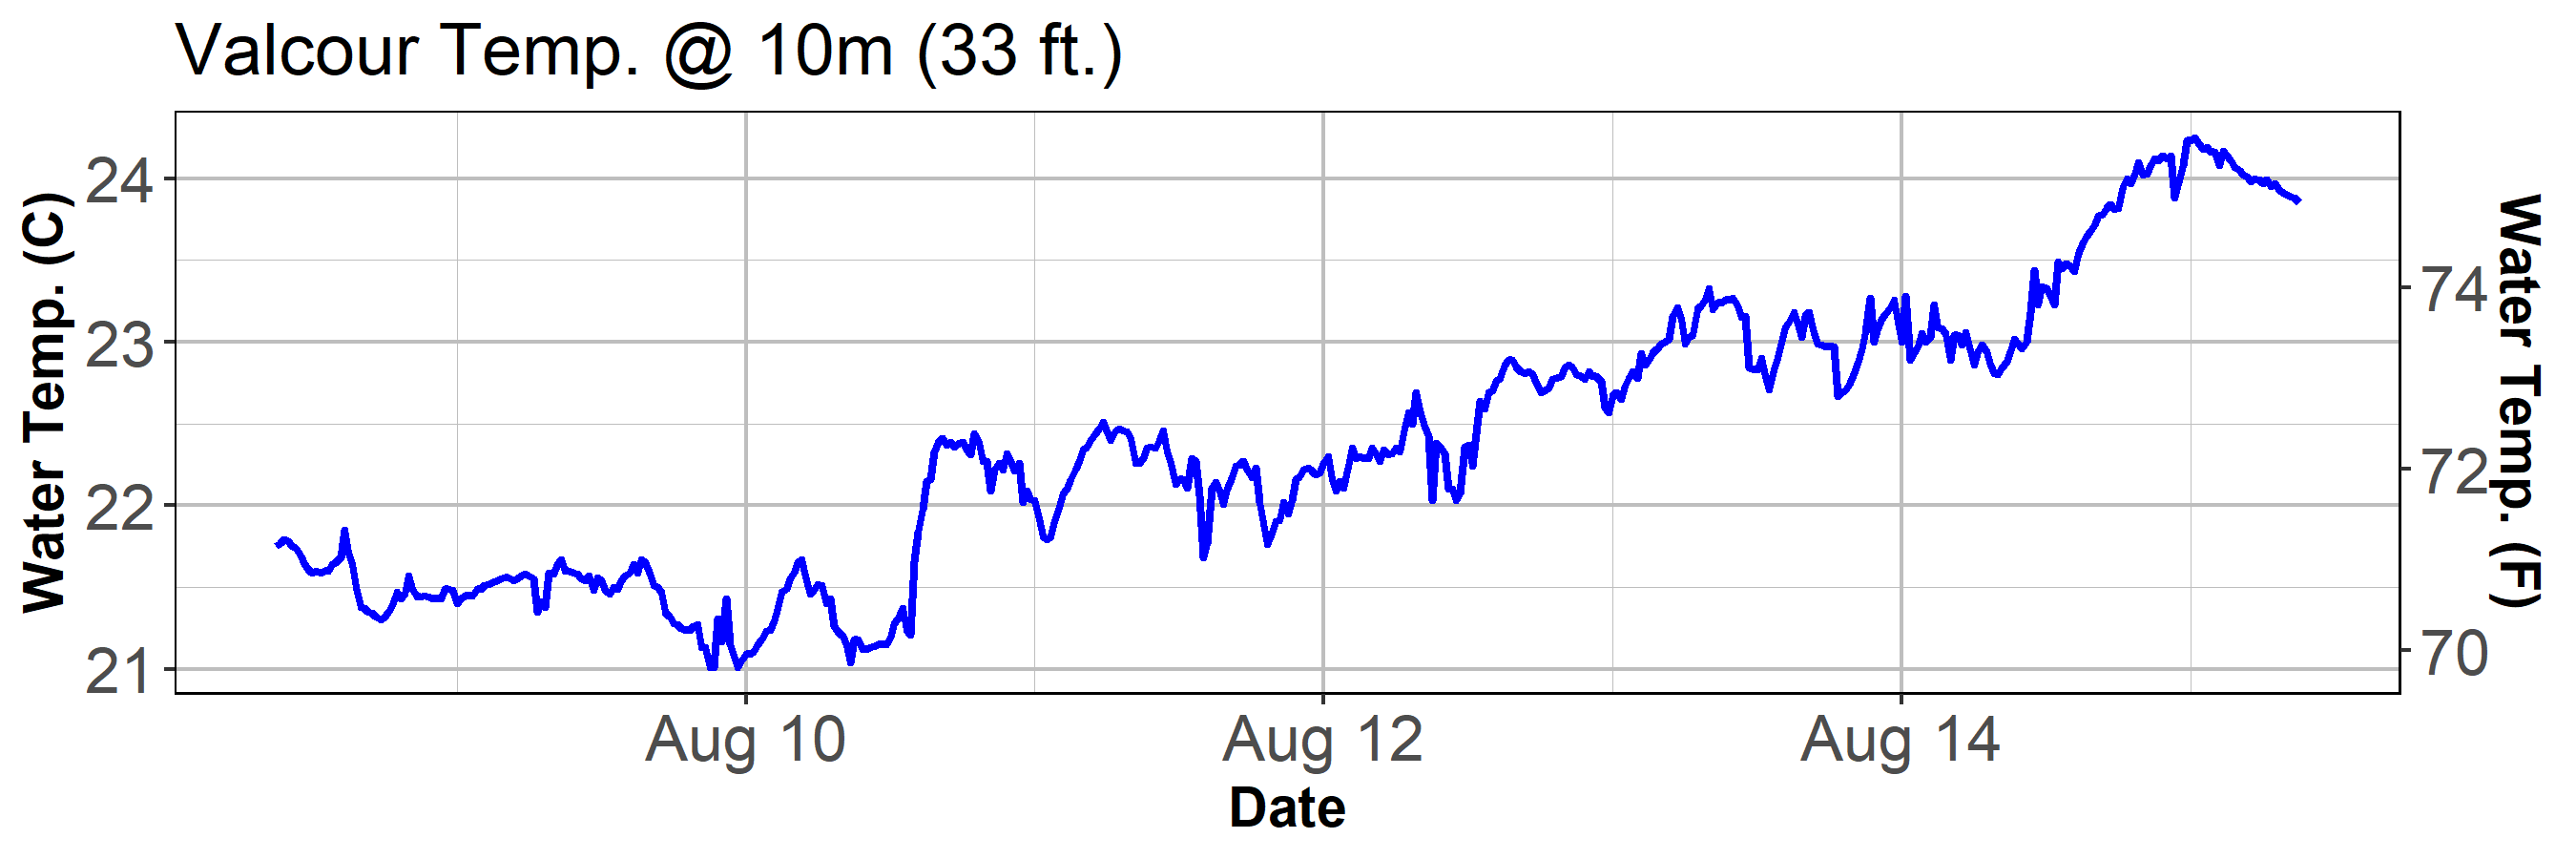 Valcour Temp. @ 10m (33 ft.)
Water Temp. (C)
24
23
22
21
74
72
70
Water Temp. (F)
Aug 10
Aug 12
Aug 14
Date